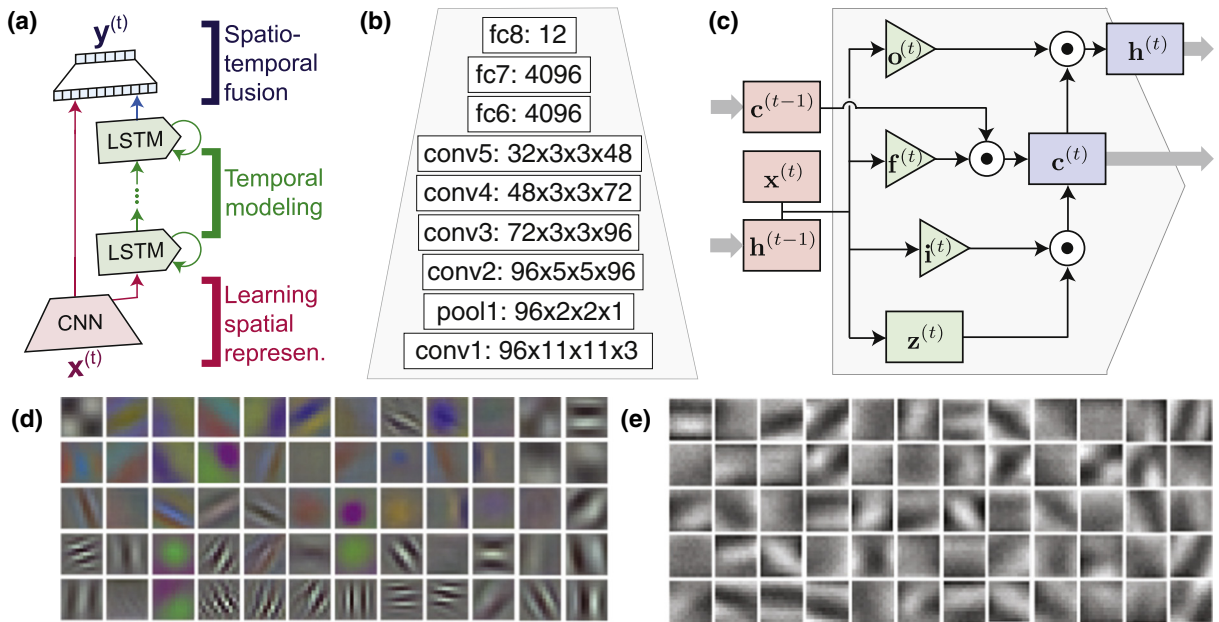 (a)
y(t)
Spatio-
temporal
fusion
LSTM
Temporal
modeling
LSTM
Learning
spatial
represen.
CNN
x(t)
(b)
fc8: 12
fc7: 4096
fc6: 4096
conv5: 32x3x3x48
conv4: 48x3x3x72
conv3: 72x3x3x96
conv2: 96x5x5x96
pool1: 96x2x2x1
conv1: 96x11x11x3
(c)
o(t)
h(t)
c(t−1)
f(t)
c(t)
x(t)
h(t−1)
i(t)
z(t)
(d)
(e)